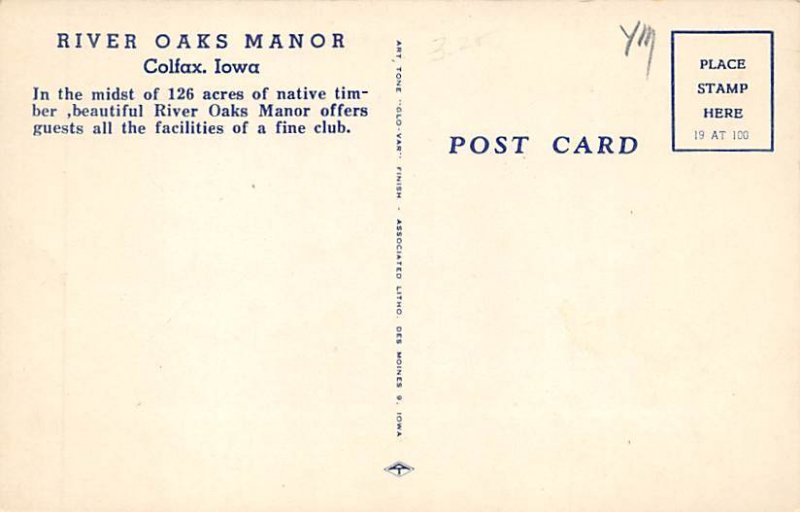 RIVER OAKS MANOR
Colfax. Iowa
In the midst of 126 acres of native tim-
ber ,beautiful River Oaks Manor offers
guests all the facilities of a fine club.
ART, TONE "GLO-VAR" FINISH - ASSOCIATED LITHO. DES MOINES 9, IOWA
3.25
YM
POST CARD
PLACE
STAMP
HERE
19 AT 100